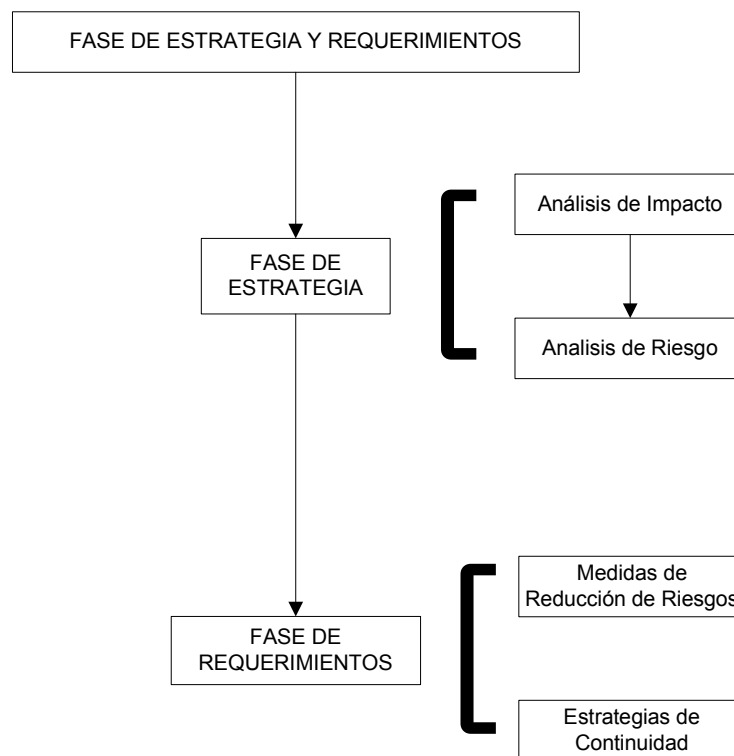 FASE DE ESTRATEGIA Y REQUERIMIENTOS
Análisis de Impacto
FASE DE
ESTRATEGIA
Analisis de Riesgo
Medidas de
Reducción de Riesgos
FASE DE
REQUERIMIENTOS
Estrategias de
Continuidad